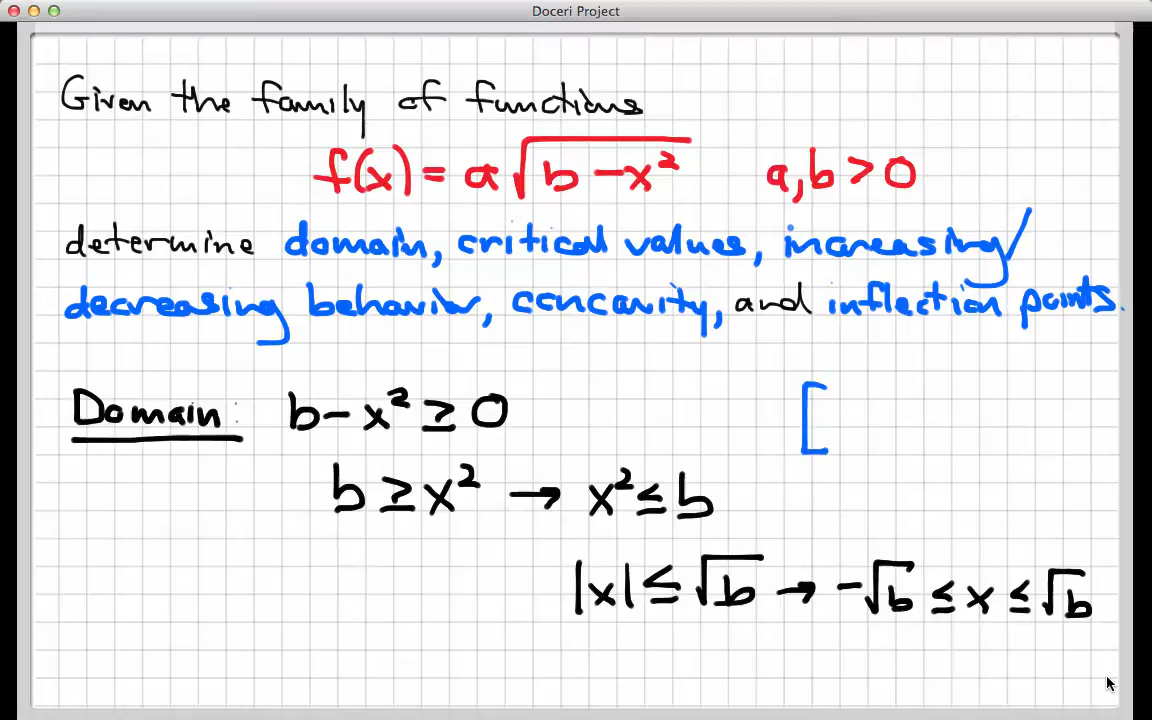 Doceri Project
Given the family of functions
f(x) = a√(b-x²)   a,b > 0
determine domain, critical values, increasing/
decreasing behavior, concavity, and inflection points.
Domain: b-x² ≥ 0   [
b ≥ x² → x² ≤ b
|x| ≤ √b → -√b ≤ x ≤ √b